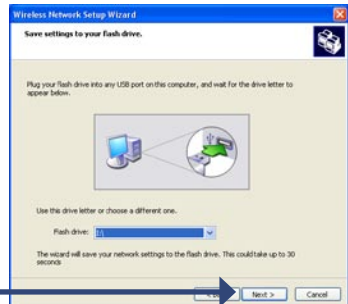 Wireless Network Setup Wizard
Save settings to your flash drive.
Plug your flash drive into any USB port on this computer, and wait for the drive letter to
appear below.
Use this drive letter or choose a different one.
Flash drive:
The wizard will save your network settings to the flash drive. This could take up to 30
seconds
Next > Cancel